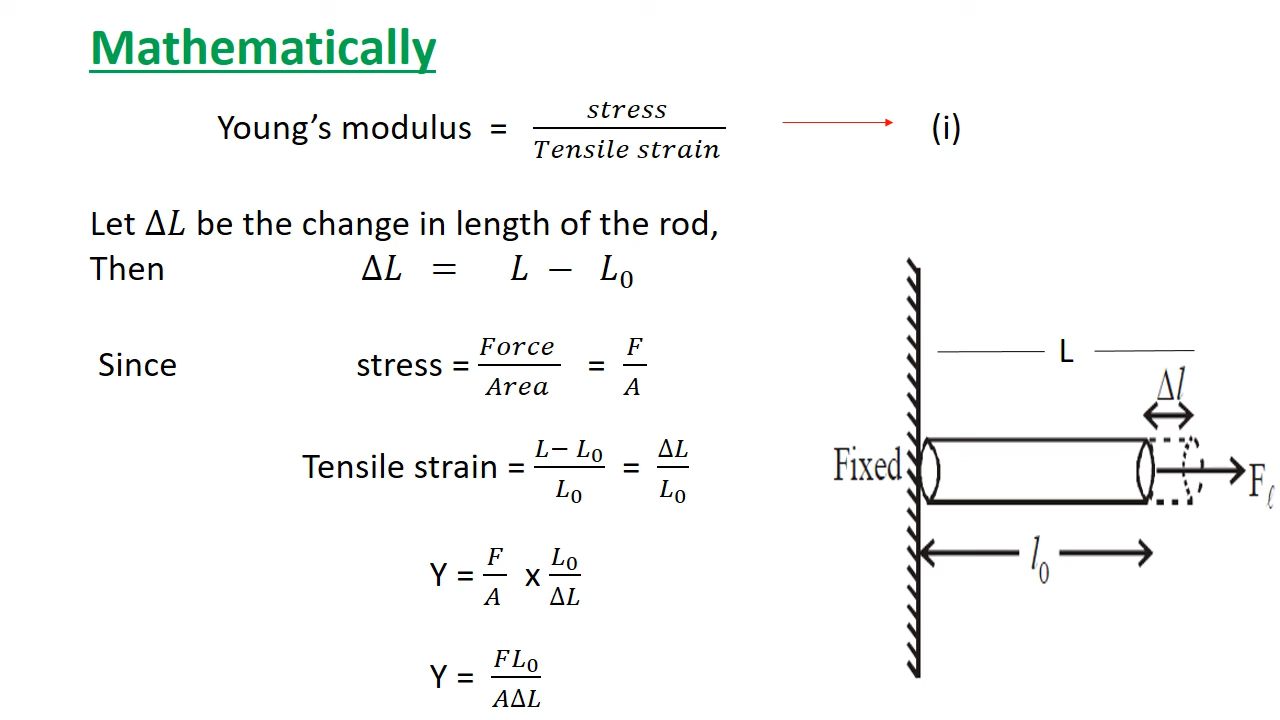 Mathematically
Young's modulus = stress / Tensile strain (i)
Let ΔL be the change in length of the rod,
Then ΔL = L − L₀
Since stress = Force / Area = F / A
Tensile strain = L− L₀ / L₀ = ΔL / L₀
Y = F / A x L₀ / ΔL
Y = FL₀ / AΔL
L
Δl
Fixed
Fℓ
l₀